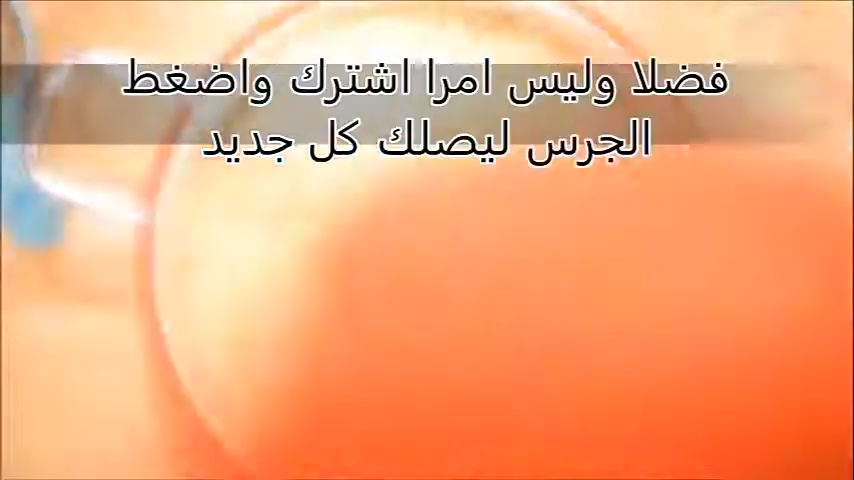 فضلا وليس امرا اشترك واضغط
الجرس ليصلك كل جديد